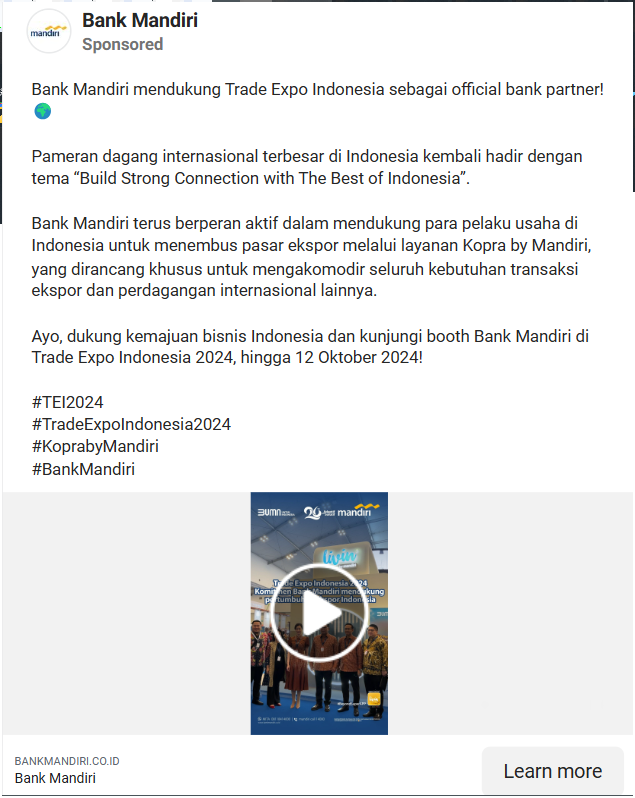 mandiri
Bank Mandiri
Sponsored
Bank Mandiri mendukung Trade Expo Indonesia sebagai official bank partner!
🌍
Pameran dagang internasional terbesar di Indonesia kembali hadir dengan
tema “Build Strong Connection with The Best of Indonesia”.
Bank Mandiri terus berperan aktif dalam mendukung para pelaku usaha di
Indonesia untuk menembus pasar ekspor melalui layanan Kopra by Mandiri,
yang dirancang khusus untuk mengakomodir seluruh kebutuhan transaksi
ekspor dan perdagangan internasional lainnya.
Ayo, dukung kemajuan bisnis Indonesia dan kunjungi booth Bank Mandiri di
Trade Expo Indonesia 2024, hingga 12 Oktober 2024!
#TEI2024
#TradeExpoIndonesia2024
#KoprabyMandiri
#BankMandiri
BUMN mandiri
livin'
Trade Expo Indonesia 2024
Komitmen Bank Mandiri mendukung
Indonesia
BANKMANDIRI.CO.ID
Bank Mandiri
Learn more